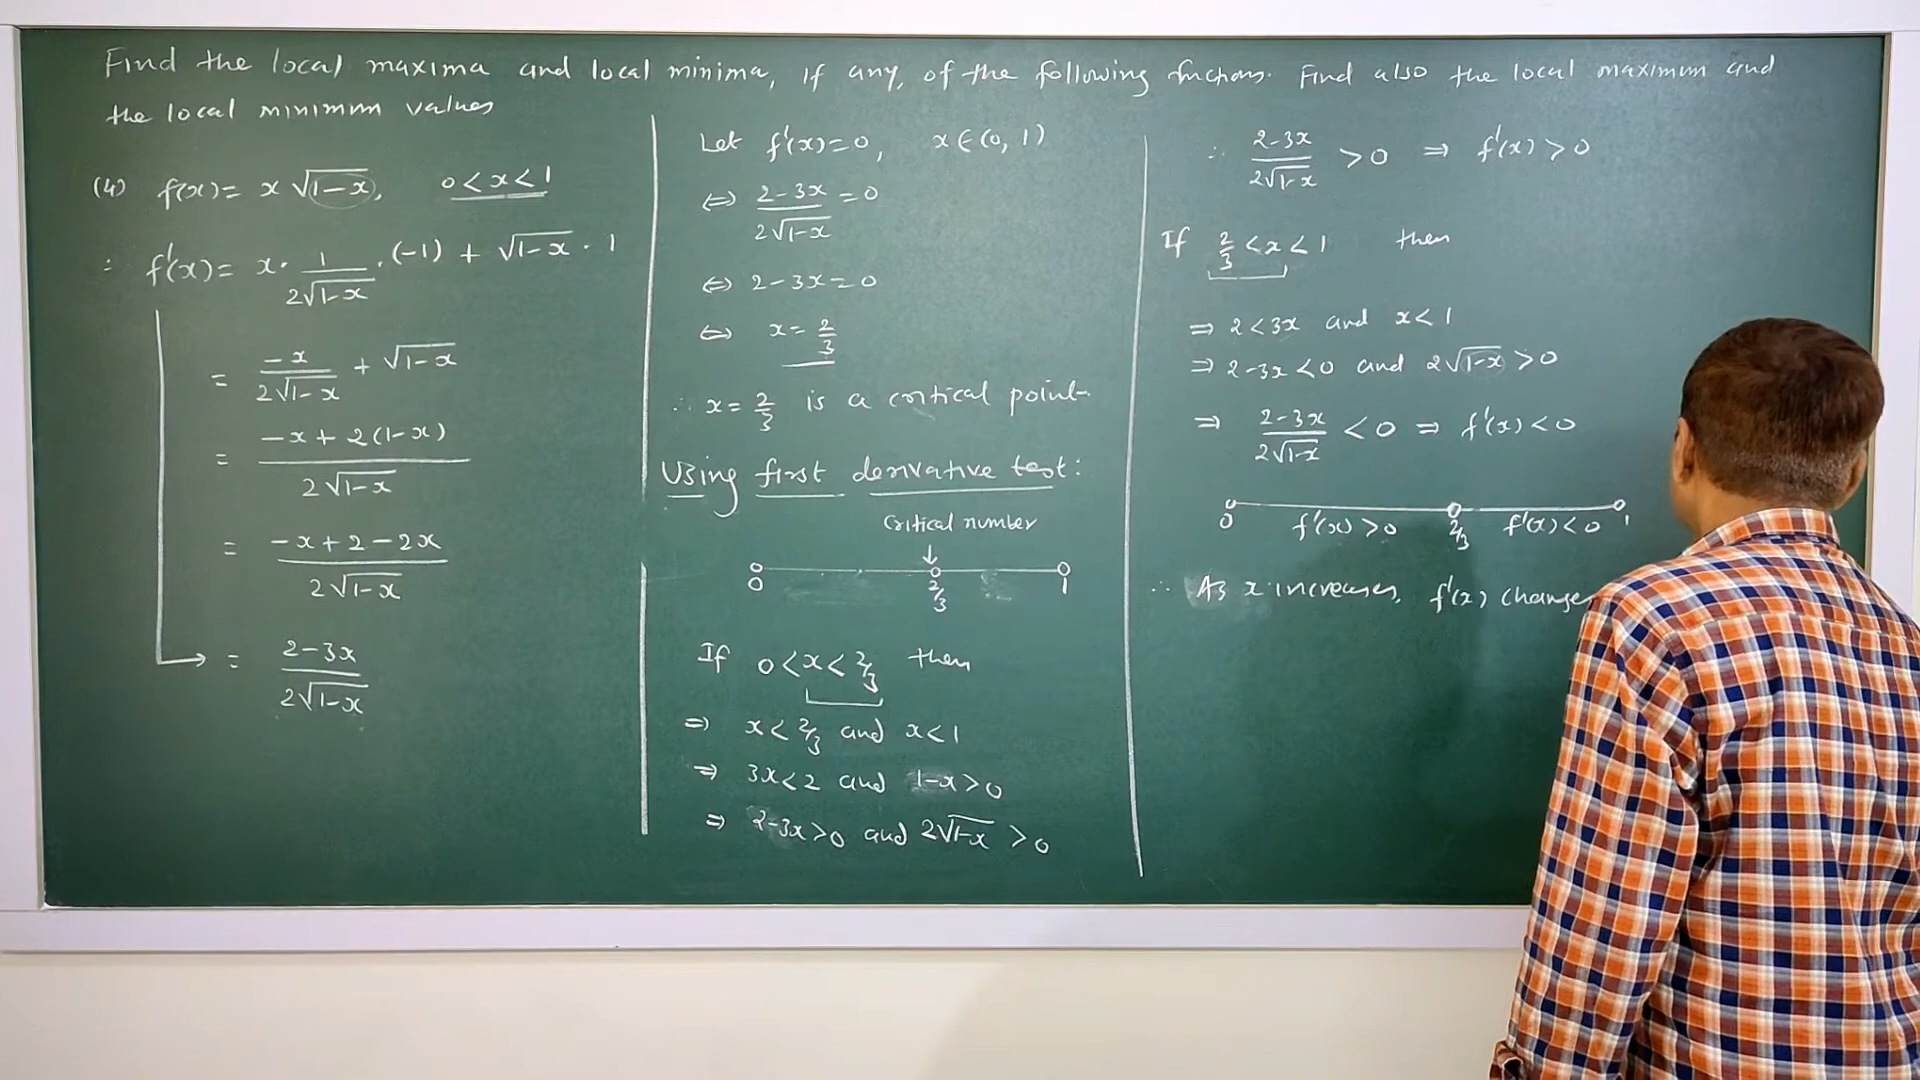 Find the local maxima and local minima, if any, of the following functions. Find also the local maximum and
the local minimum values
(4) f(x) = x √(1-x), 0<x<1
∴ f'(x) = x · 1/(2√(1-x)) · (-1) + √(1-x) · 1
= -x/(2√(1-x)) + √(1-x)
= (-x+2(1-x))/(2√(1-x))
= (-x+2-2x)/(2√(1-x))
= (2-3x)/(2√(1-x))
Let f'(x)=0, x∈(0, 1)
⇔ (2-3x)/(2√(1-x)) = 0
⇔ 2-3x=0
⇔ x = 2/3
∴ x = 2/3 is a critical point.
Using first derivative test:
Critical number
↓
0 2/3 1
If 0<x<2/3 then
⇒ x<2/3 and x<1
⇒ 3x<2 and 1-x>0
⇒ 2-3x>0 and 2√(1-x) >0
∴ (2-3x)/(2√(1-x)) >0 ⇒ f'(x) >0
If 2/3 <x<1 then
⇒ 2<3x and x<1
⇒ 2-3x<0 and 2√(1-x) >0
⇒ (2-3x)/(2√(1-x)) <0 ⇒ f'(x) <0
0 f'(x) >0 2/3 f'(x) <0 1
∴ As x increases, f'(x) changes